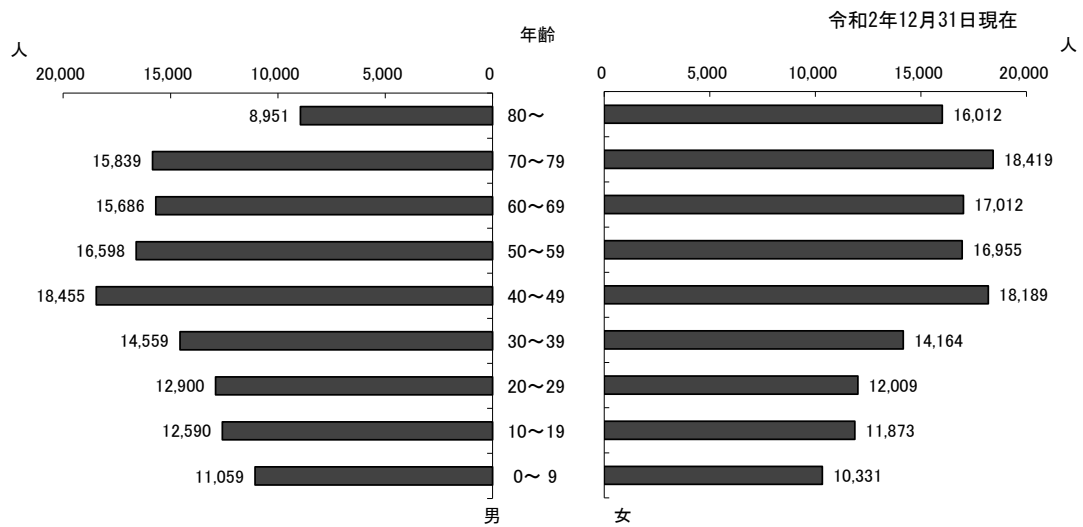 令和2年12月31日現在
人 年齢 人
20,000 15,000 10,000 5,000 0 0 5,000 10,000 15,000 20,000
8,951 80～ 16,012
15,839 70～79 18,419
15,686 60～69 17,012
16,598 50～59 16,955
18,455 40～49 18,189
14,559 30～39 14,164
12,900 20～29 12,009
12,590 10～19 11,873
11,059 0～ 9 10,331
男 女